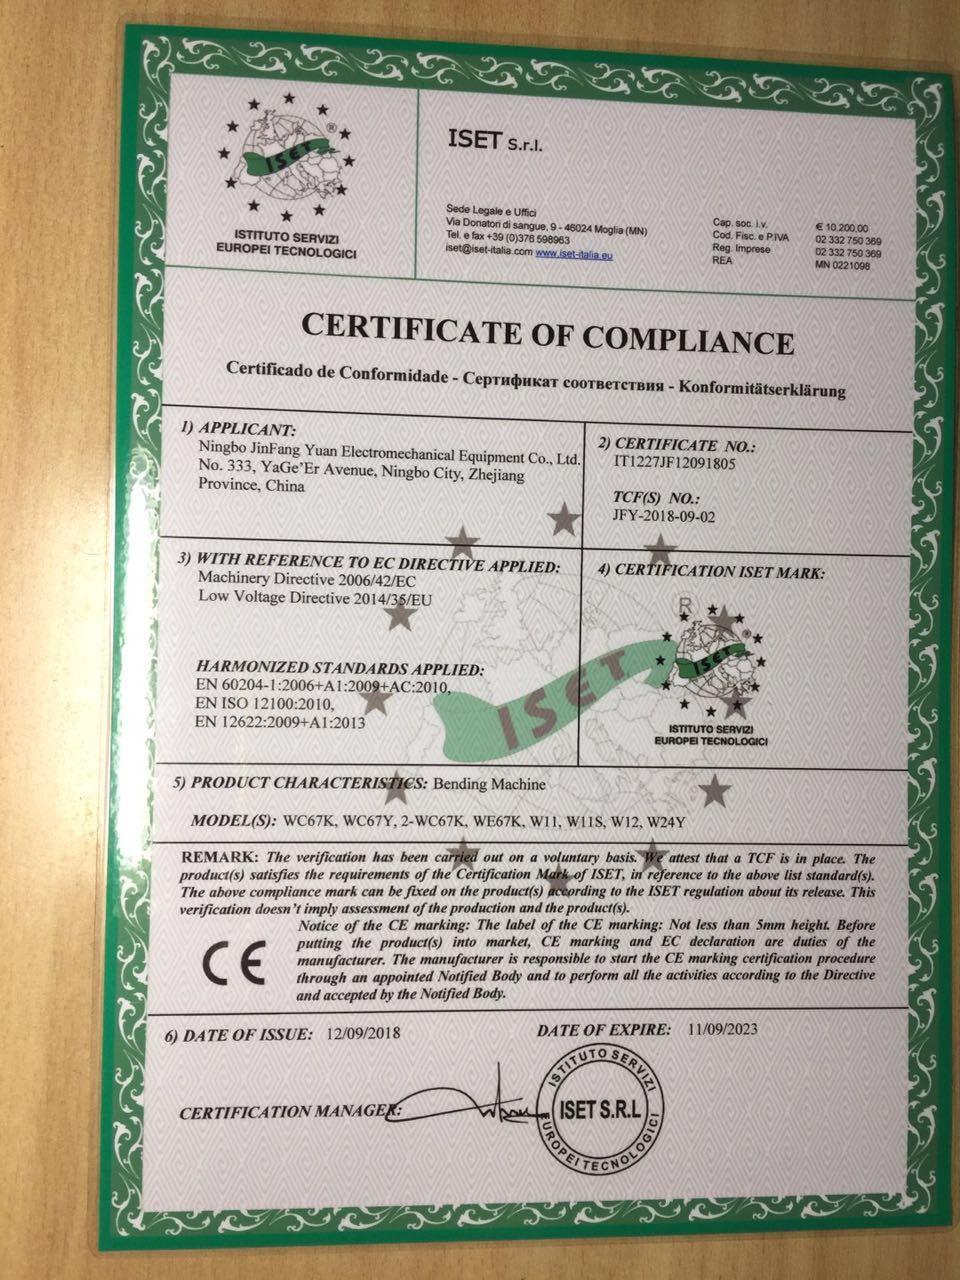 ISET
®
ISTITUTO SERVIZI
EUROPEI TECNOLOGICI
ISET S.r.l.
Sede Legale e Uffici
Via Donatori di sangue, 9 - 46024 Moglia (MN)
Tel. e fax +39 (0)376 598963
iset@iset-italia.com www.iset-italia.eu
Cap. soc. i.v. € 10.200,00
Cod. Fisc. e P.IVA 02 332 750 369
Reg. Imprese 02 332 750 369
REA MN 0221098
CERTIFICATE OF COMPLIANCE
Certificado de Conformidade - Сертификат соответствия - Konformitätserklärung
1) APPLICANT:
Ningbo JinFang Yuan Electromechanical Equipment Co., Ltd.
No. 333, YaGe'Er Avenue, Ningbo City, Zhejiang
Province, China
2) CERTIFICATE NO.:
IT1227JF12091805
TCF(S) NO.:
JFY-2018-09-02
3) WITH REFERENCE TO EC DIRECTIVE APPLIED:
Machinery Directive 2006/42/EC
Low Voltage Directive 2014/35/EU
HARMONIZED STANDARDS APPLIED:
EN 60204-1:2006+A1:2009+AC:2010,
EN ISO 12100:2010,
EN 12622:2009+A1:2013
4) CERTIFICATION ISET MARK:
R
ISET
®
ISTITUTO SERVIZI
EUROPEI TECNOLOGICI
ISET
5) PRODUCT CHARACTERISTICS: Bending Machine
MODEL(S): WC67K, WC67Y, 2-WC67K, WE67K, W11, W11S, W12, W24Y
REMARK: The verification has been carried out on a voluntary basis. We attest that a TCF is in place. The
product(s) satisfies the requirements of the Certification Mark of ISET, in reference to the above list standard(s).
The above compliance mark can be fixed on the product(s) according to the ISET regulation about its release. This
verification doesn't imply assessment of the production and the product(s).
CE
Notice of the CE marking: The label of the CE marking: Not less than 5mm height. Before
putting the product(s) into market, CE marking and EC declaration are duties of the
manufacturer. The manufacturer is responsible to start the CE marking certification procedure
through an appointed Notified Body and to perform all the activities according to the Directive
and accepted by the Notified Body.
6) DATE OF ISSUE: 12/09/2018 DATE OF EXPIRE: 11/09/2023
CERTIFICATION MANAGER:
ISTITUTO SERVIZI
ISET S.R.L
EUROPEI TECNOLOGICI